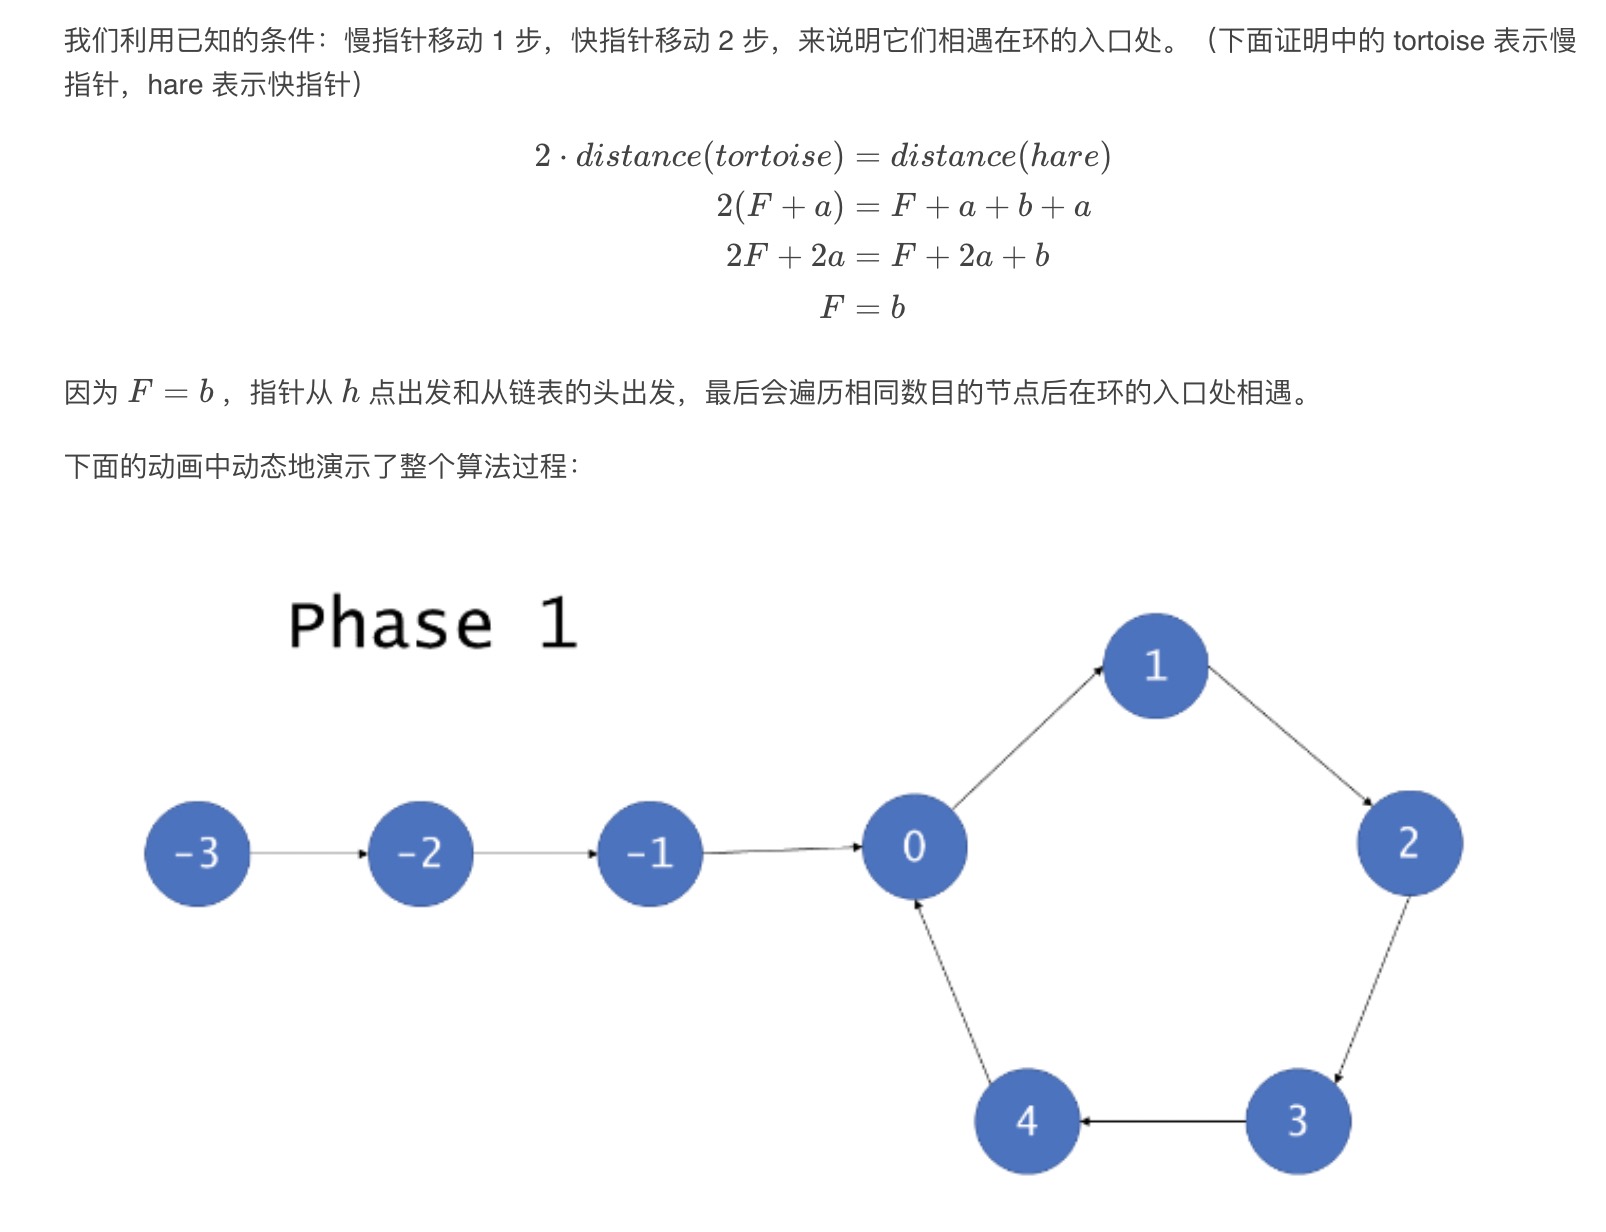 我们利用已知的条件：慢指针移动 1 步，快指针移动 2 步，来说明它们相遇在环的入口处。（下面证明中的 tortoise 表示慢
指针，hare 表示快指针）
2 · distance(tortoise) = distance(hare)
2(F + a) = F + a + b + a
2F + 2a = F + 2a + b
F = b
因为 F = b ，指针从 h 点出发和从链表的头出发，最后会遍历相同数目的节点后在环的入口处相遇。
下面的动画中动态地演示了整个算法过程：
Phase 1
1
-3 -2 -1 0 2
4 3